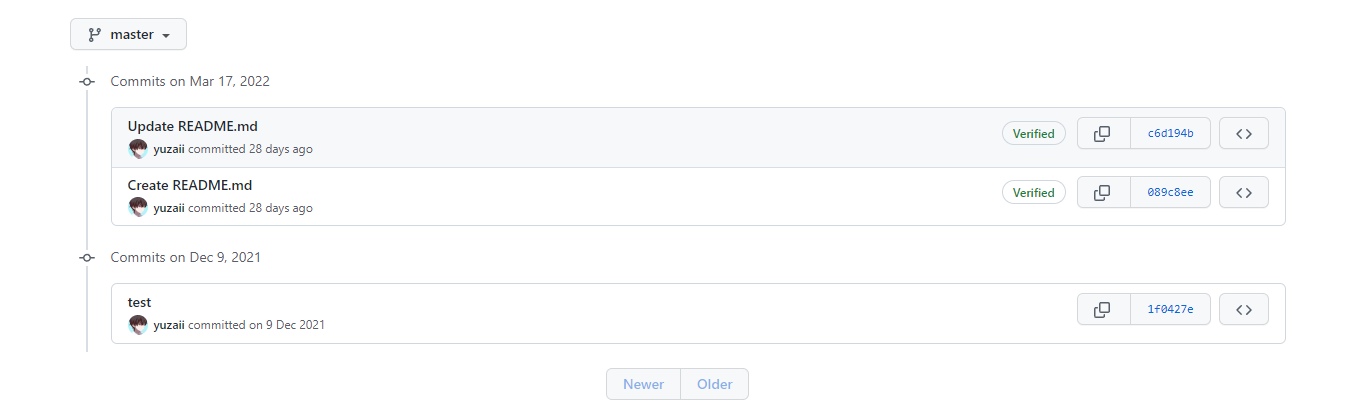 master
Commits on Mar 17, 2022
Update README.md
yuzaii committed 28 days ago
Verified
c6d194b
Create README.md
yuzaii committed 28 days ago
Verified
089c8ee
Commits on Dec 9, 2021
test
yuzaii committed on 9 Dec 2021
1f0427e
Newer Older